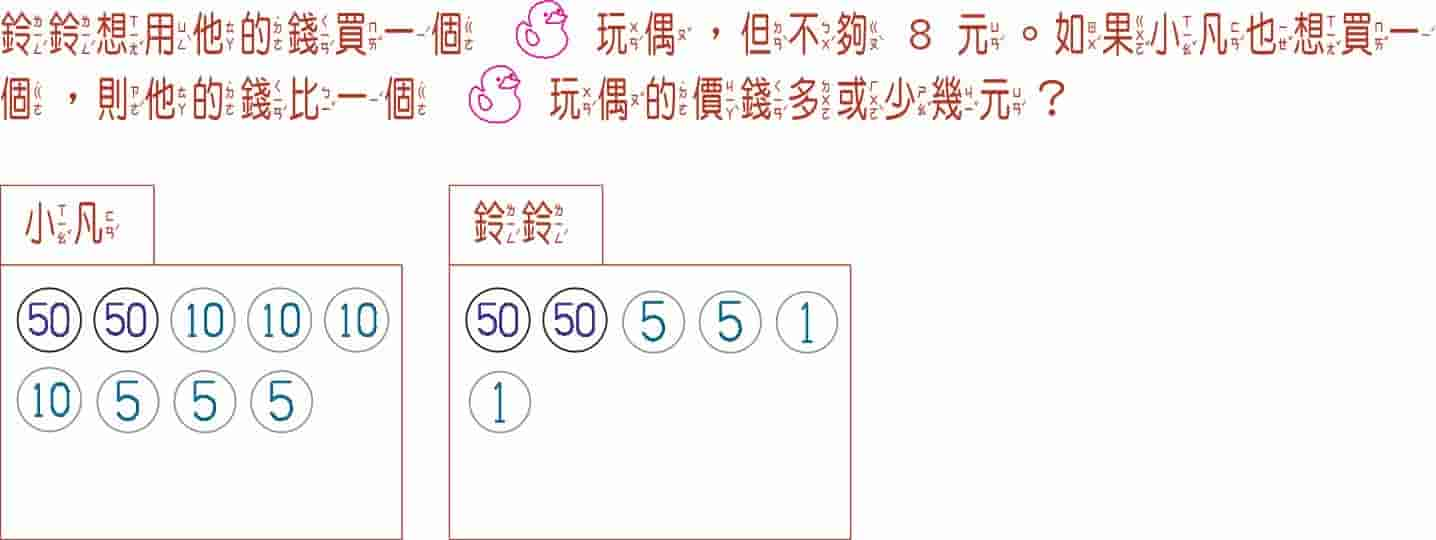 鈴鈴想用他的錢買一個 玩偶，但不夠 8 元。如果小凡也想買一
個，則他的錢比一個 玩偶的價錢多或少幾元？
小凡
鈴鈴
50 50 10 10 10
10 5 5 5
50 50 5 5 1
1